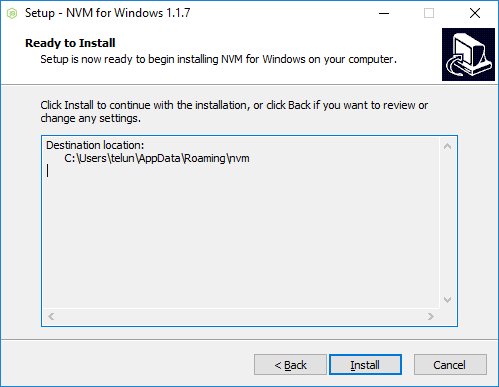 Setup - NVM for Windows 1.1.7
Ready to Install
Setup is now ready to begin installing NVM for Windows on your computer.
Click Install to continue with the installation, or click Back if you want to review or
change any settings.
Destination location:
C:\Users\telun\AppData\Roaming\nvm
< Back
Install
Cancel